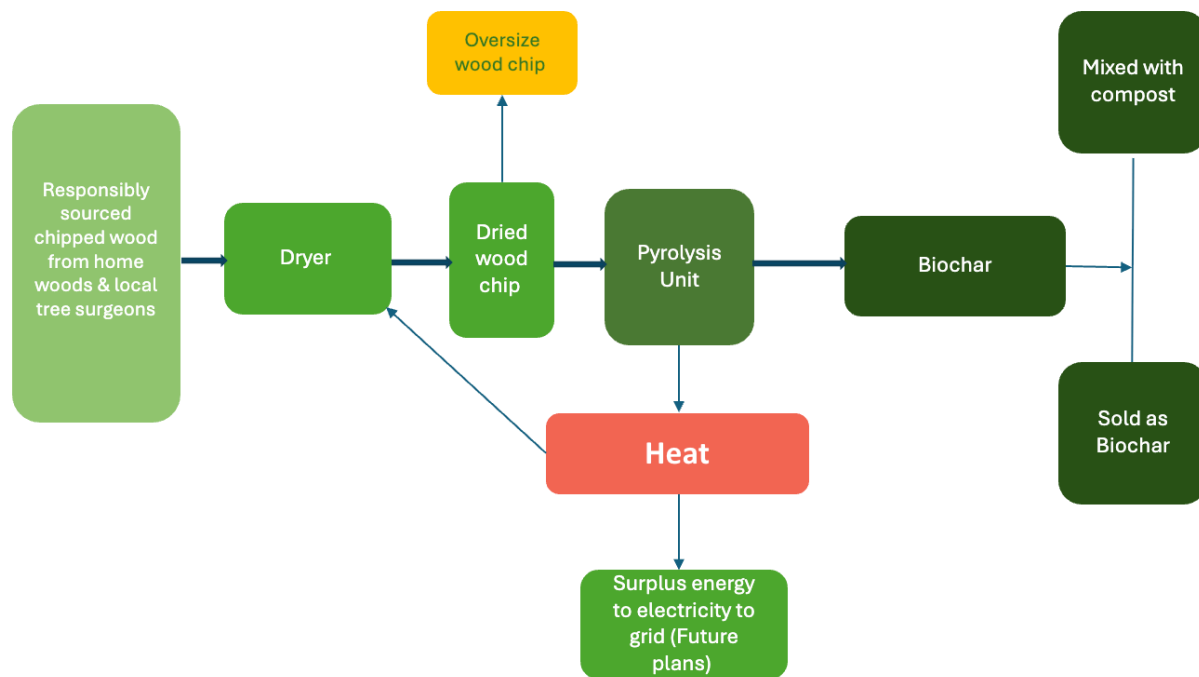 Oversize
wood chip
Mixed with
compost
Responsibly
sourced
chipped wood
from home
woods & local
tree surgeons
Dryer
Dried
wood
chip
Pyrolysis
Unit
Biochar
Heat
Sold as
Biochar
Surplus energy
to electricity to
grid (Future
plans)